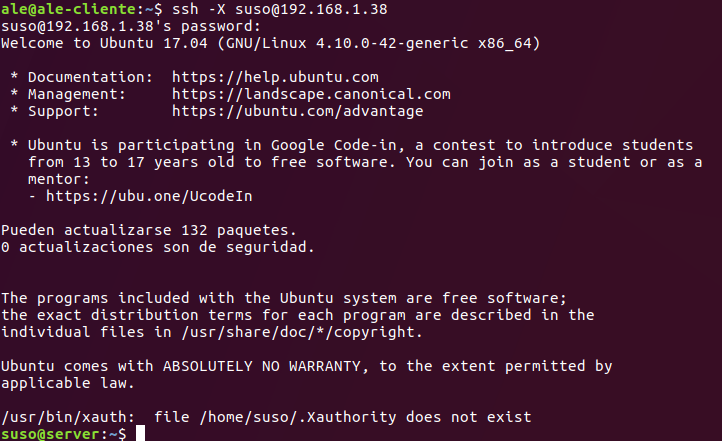 ale@ale-cliente:~$ ssh -X suso@192.168.1.38
suso@192.168.1.38's password:
Welcome to Ubuntu 17.04 (GNU/Linux 4.10.0-42-generic x86_64)

 * Documentation:  https://help.ubuntu.com
 * Management:     https://landscape.canonical.com
 * Support:        https://ubuntu.com/advantage

 * Ubuntu is participating in Google Code-in, a contest to introduce students
   from 13 to 17 years old to free software. You can join as a student or as a
   mentor:
   - https://ubu.one/UcodeIn

Pueden actualizarse 132 paquetes.
0 actualizaciones son de seguridad.


The programs included with the Ubuntu system are free software;
the exact distribution terms for each program are described in the
individual files in /usr/share/doc/*/copyright.

Ubuntu comes with ABSOLUTELY NO WARRANTY, to the extent permitted by
applicable law.

/usr/bin/xauth:  file /home/suso/.Xauthority does not exist
suso@server:~$